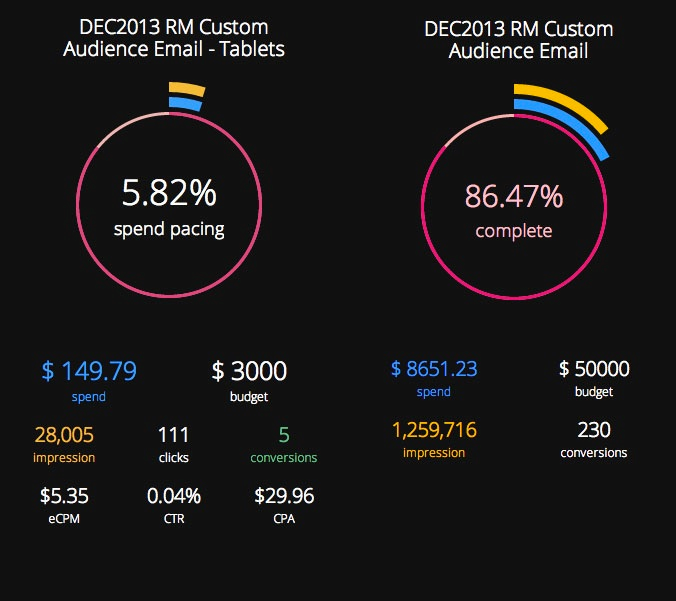 DEC2013 RM Custom
Audience Email - Tablets
5.82%
spend pacing
$ 149.79
spend
$ 3000
budget
28,005
impression
111
clicks
5
conversions
$5.35
eCPM
0.04%
CTR
$29.96
CPA
DEC2013 RM Custom
Audience Email
86.47%
complete
$ 8651.23
spend
$ 50000
budget
1,259,716
impression
230
conversions